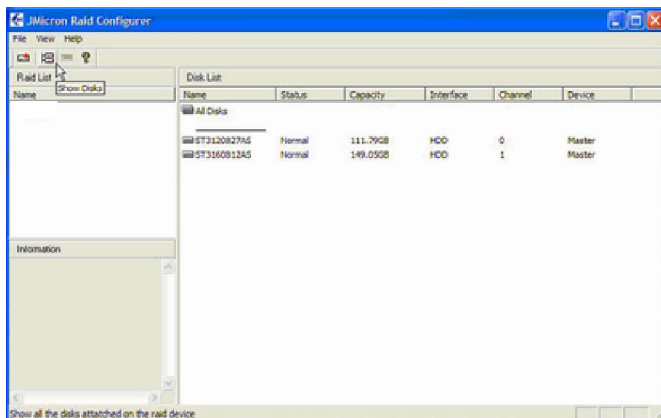 JMicron Raid Configurer
File View Help
Raid List
Disk List
Show Disks
Name
Name Status Capacity Interface Channel Device
All Disks
ST3120827AS Normal 111.79GB HDD 0 Master
ST3160812AS Normal 149.05GB HDD 1 Master
Information
Show all the disks attatched on the raid device